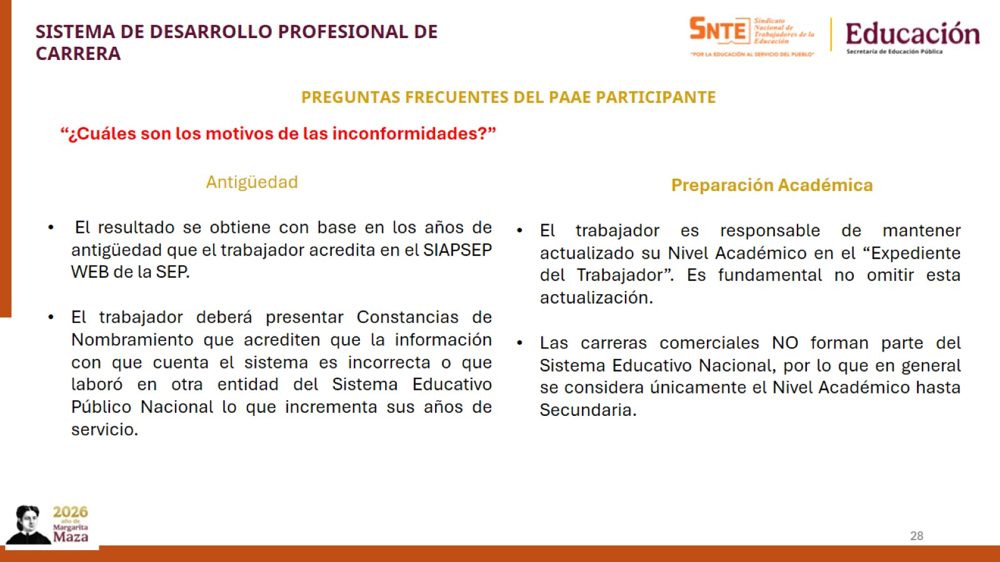 SISTEMA DE DESARROLLO PROFESIONAL DE
CARRERA
SNTE
Sindicato
Nacional de
Trabajadores de la
Educación
"POR LA EDUCACIÓN AL SERVICIO DEL PUEBLO"
Educación
Secretaría de Educación Pública
PREGUNTAS FRECUENTES DEL PAAE PARTICIPANTE
“¿Cuáles son los motivos de las inconformidades?”
Antigüedad
• El resultado se obtiene con base en los años de
antigüedad que el trabajador acredita en el SIAPSEP
WEB de la SEP.
• El trabajador deberá presentar Constancias de
Nombramiento que acrediten que la información
con que cuenta el sistema es incorrecta o que
laboró en otra entidad del Sistema Educativo
Público Nacional lo que incrementa sus años de
servicio.
Preparación Académica
• El trabajador es responsable de mantener
actualizado su Nivel Académico en el “Expediente
del Trabajador”. Es fundamental no omitir esta
actualización.
• Las carreras comerciales NO forman parte del
Sistema Educativo Nacional, por lo que en general
se considera únicamente el Nivel Académico hasta
Secundaria.
2026
año de
Margarita
Maza
28